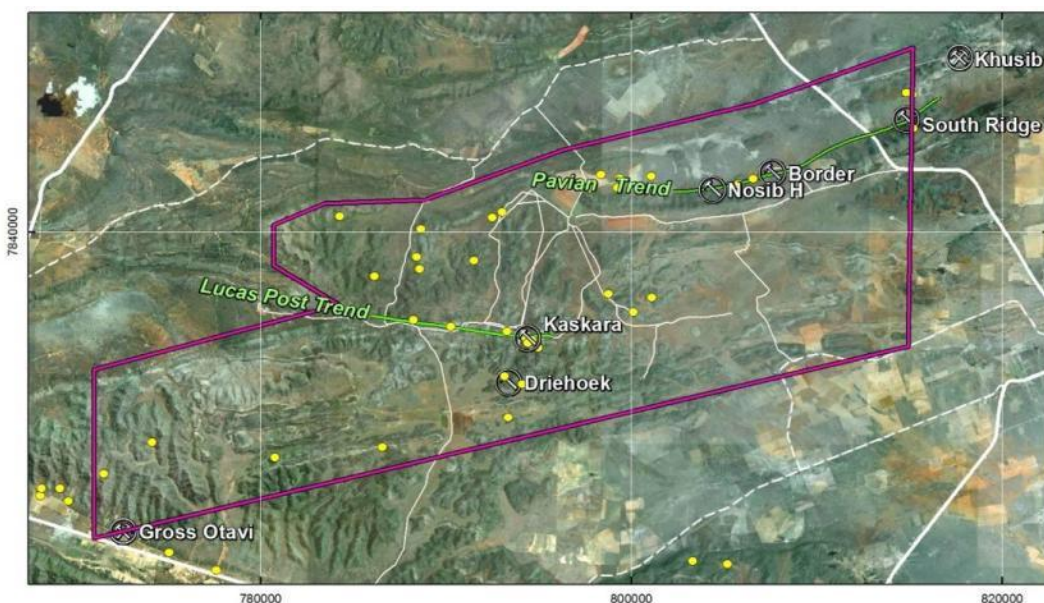 Khusib
South Ridge
Border
Pavian Trend
Nosib H
7840000
Lucas Post Trend
Kaskara
Driehoek
Gross Otavi
780000
800000
820000